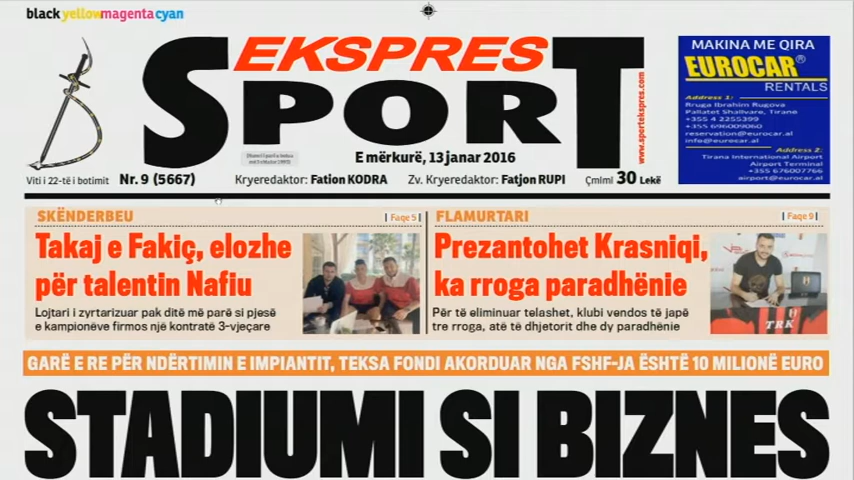 black yellow magenta cyan
EKSPRES
SPORT
www.sportekspres.com
E mërkurë, 13 janar 2016
Viti i 22-të i botimit
Nr. 9 (5667)
Kryeredaktor: Fation KODRA
Zv. Kryeredaktor: Fatjon RUPI
Çmimi 30 Lekë
MAKINA ME QIRA
EUROCAR®
RENTALS
Address 1:
Rruga Ibrahim Rugova
Pallatet Shallvare, Tiranë
+355 4 2255399
+355 696009060
reservation@eurocar.al
info@eurocar.al
Address 2:
Tirana International Airport
Airport Terminal
+355 676007766
airport@eurocar.al
SKËNDERBEU
Faqe 5
Takaj e Fakiç, elozhe
për talentin Nafiu
Lojtari i zyrtarizuar pak ditë më parë si pjesë
e kampionëve firmos një kontratë 3-vjeçare
FLAMURTARI
Faqe 9
Prezantohet Krasniqi,
ka rroga paradhënie
Për të eliminuar telashet, klubi vendos të japë
tre rroga, atë të dhjetorit dhe dy paradhënie
TRK
GARË E RE PËR NDËRTIMIN E IMPIANTIT, TEKSA FONDI AKORDUAR NGA FSHF-JA ËSHTË 10 MILIONË EURO
STADIUMI SI BIZNES